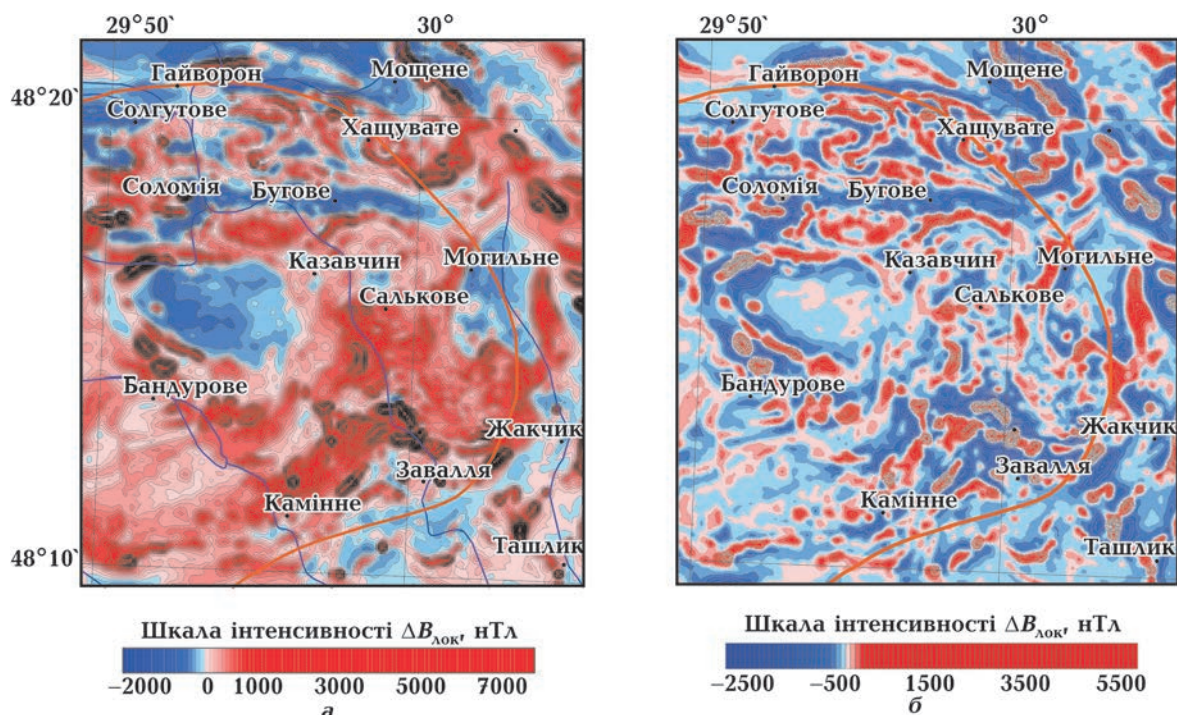 29°50`
30°
48°20`
48°10`
Гайворон
Мощене
Солгутове
Хащувате
Соломія
Бугове
Казавчин
Могильне
Салькове
Бандурове
Жакчик
Завалля
Камінне
Ташлик
Шкала інтенсивності ΔBлок, нТл
−2000 0 1000 3000 5000 7000
а
29°50`
30°
Гайворон
Мощене
Солгутове
Хащувате
Соломія
Бугове
Казавчин
Могильне
Салькове
Бандурове
Жакчик
Завалля
Камінне
Ташлик
Шкала інтенсивності ΔBлок, нТл
−2500 −500 1500 3500 5500
б